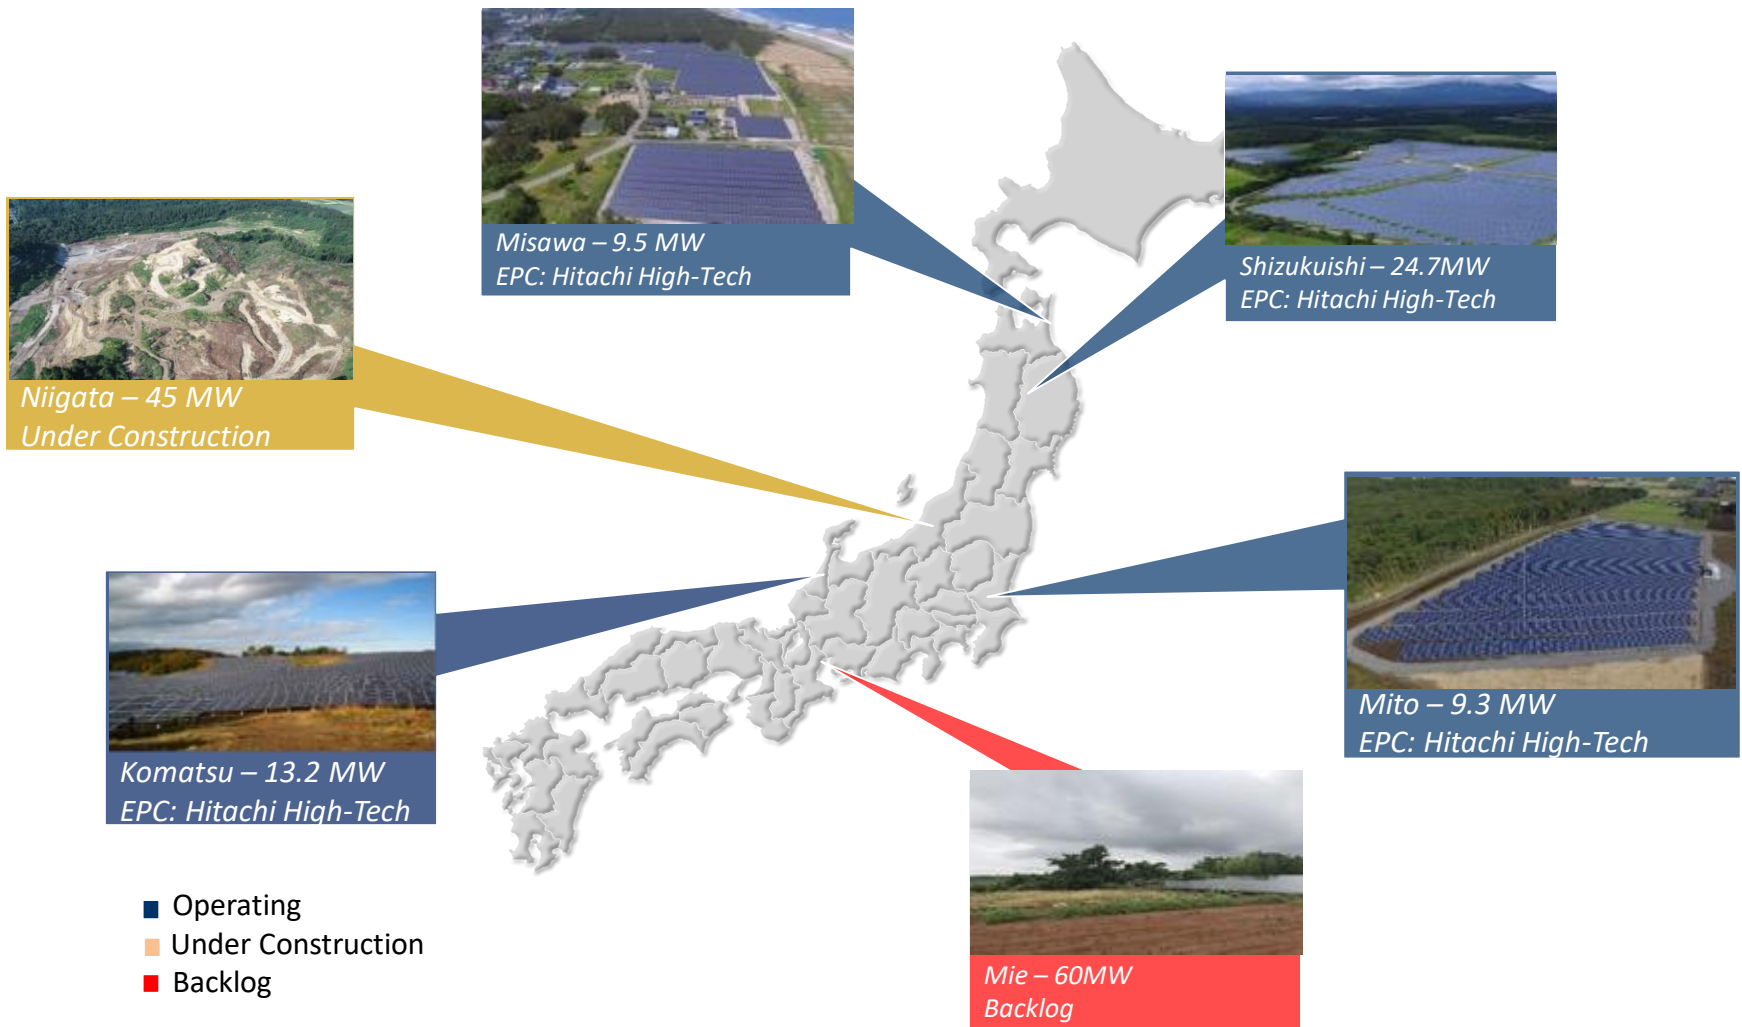 Misawa – 9.5 MW
EPC: Hitachi High-Tech
Shizukuishi – 24.7MW
EPC: Hitachi High-Tech
Niigata – 45 MW
Under Construction
Mito – 9.3 MW
EPC: Hitachi High-Tech
Komatsu – 13.2 MW
EPC: Hitachi High-Tech
Mie – 60MW
Backlog
Operating
Under Construction
Backlog